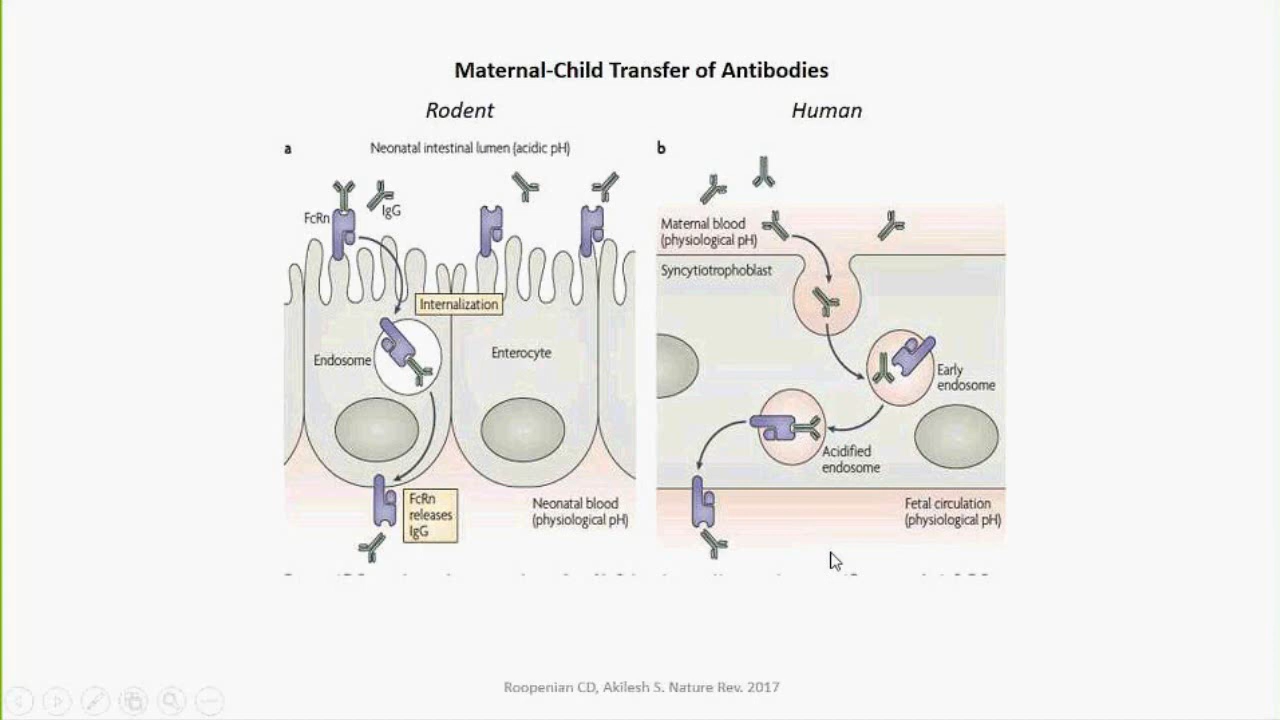 Maternal-Child Transfer of Antibodies
Rodent
Human
a
Neonatal intestinal lumen (acidic pH)
FcRn
IgG
Internalization
Endosome
Enterocyte
FcRn
releases
IgG
Neonatal blood
(physiological pH)
b
Maternal blood
(physiological pH)
Syncytiotrophoblast
Early
endosome
Acidified
endosome
Fetal circulation
(physiological pH)
Roopenian CD, Akilesh S. Nature Rev. 2017